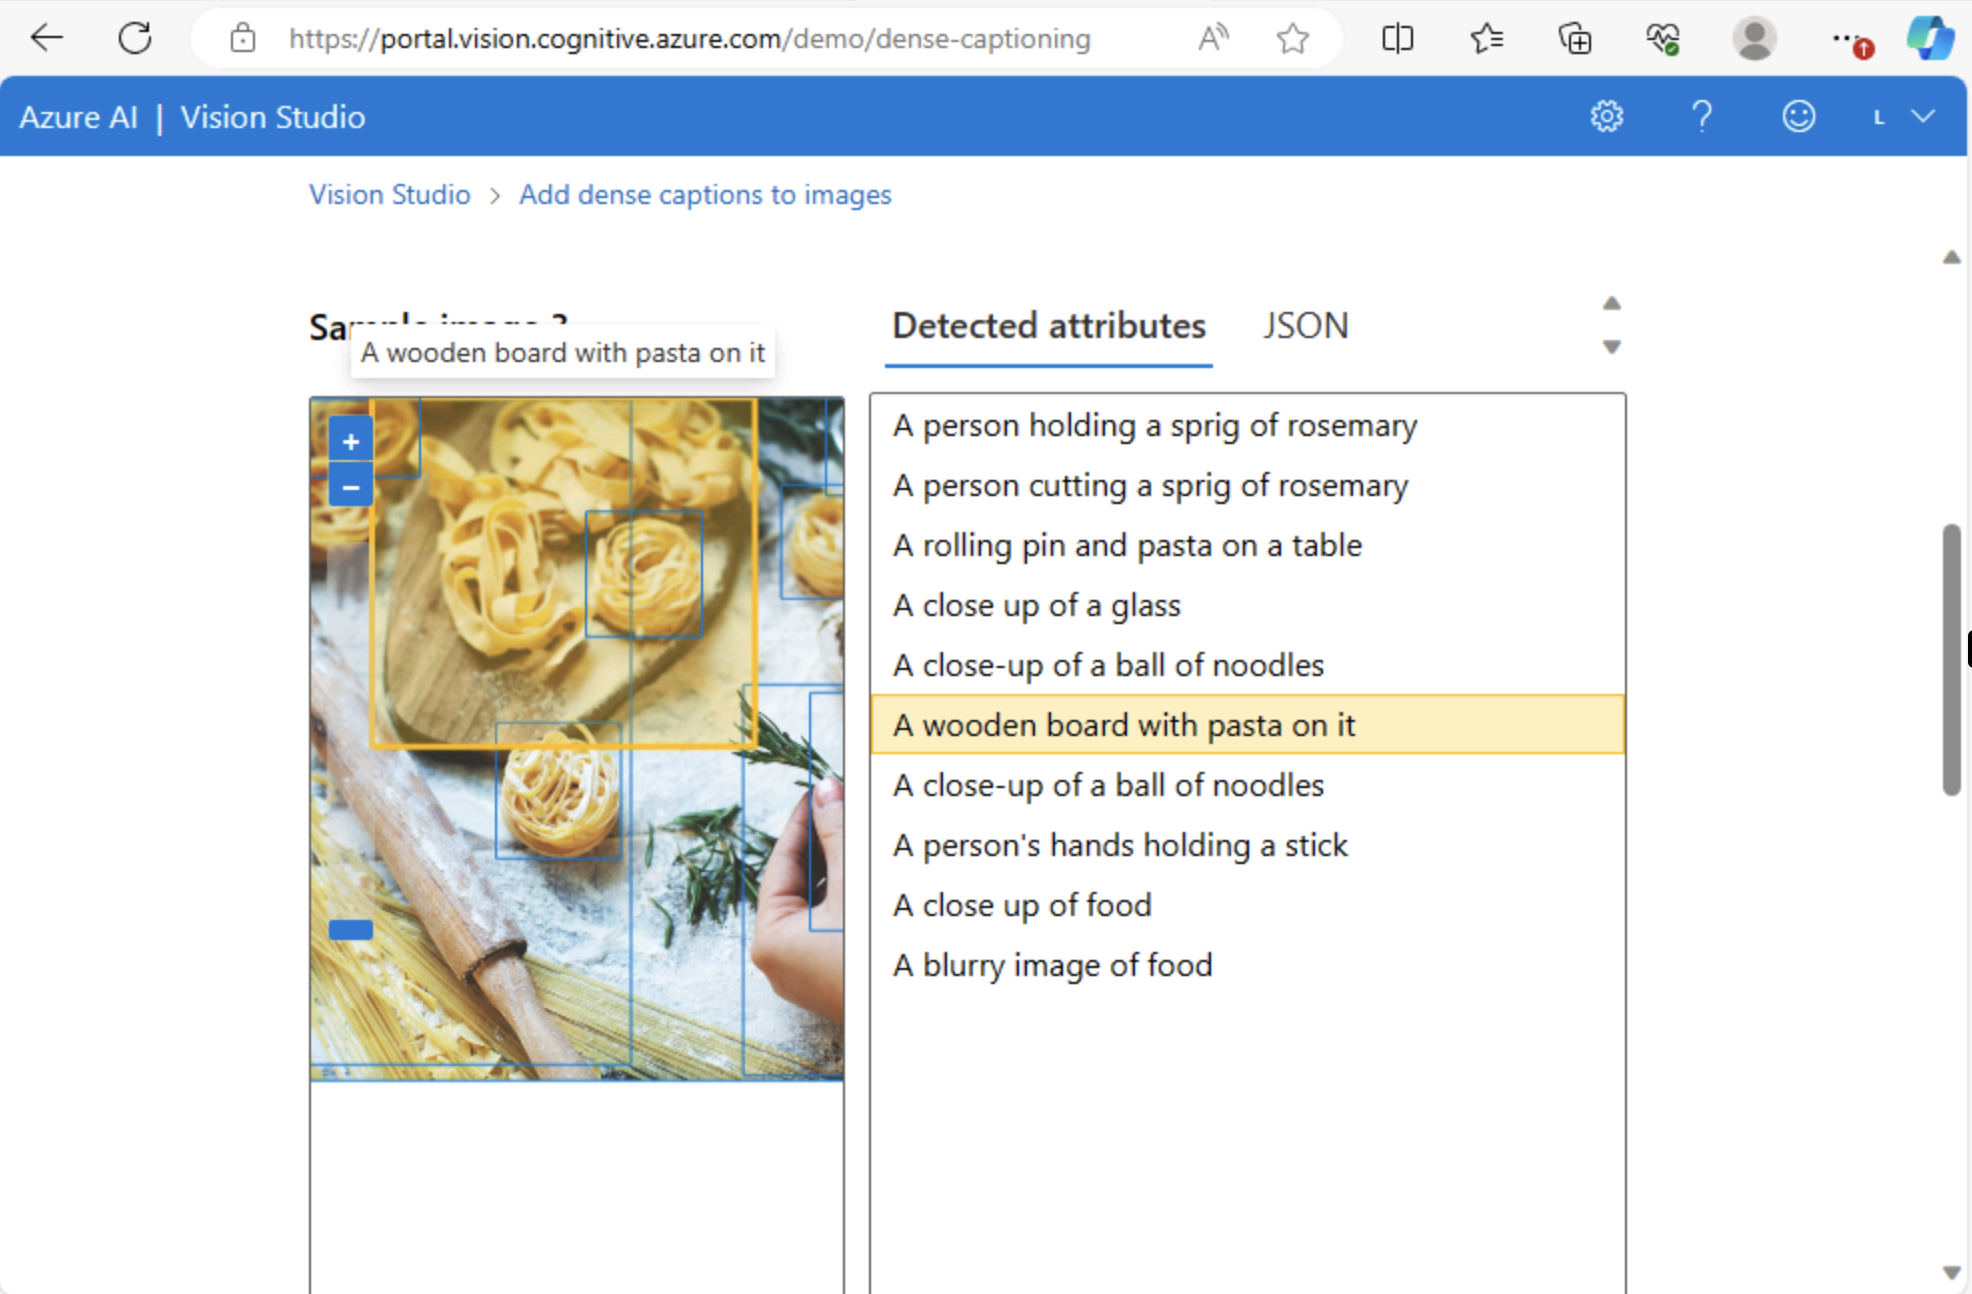 https://portal.vision.cognitive.azure.com/demo/dense-captioning
Azure AI | Vision Studio
L
Vision Studio > Add dense captions to images
Sample image 3
A wooden board with pasta on it
Detected attributes
JSON
A person holding a sprig of rosemary
A person cutting a sprig of rosemary
A rolling pin and pasta on a table
A close up of a glass
A close-up of a ball of noodles
A wooden board with pasta on it
A close-up of a ball of noodles
A person's hands holding a stick
A close up of food
A blurry image of food